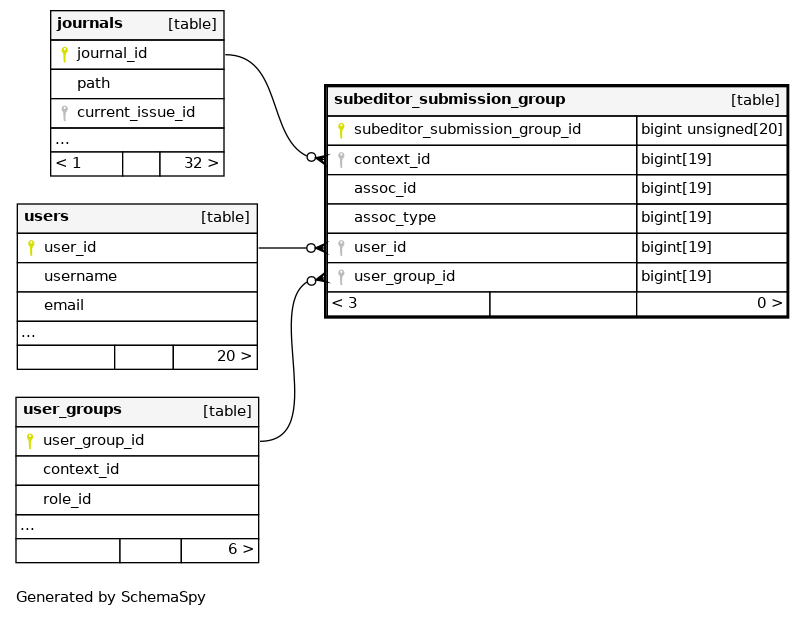 journals [table]
journal_id
path
current_issue_id
...
< 1 32 >
subeditor_submission_group [table]
subeditor_submission_group_id bigint unsigned[20]
context_id bigint[19]
assoc_id bigint[19]
assoc_type bigint[19]
user_id bigint[19]
user_group_id bigint[19]
< 3 0 >
users [table]
user_id
username
email
...
20 >
user_groups [table]
user_group_id
context_id
role_id
...
6 >
Generated by SchemaSpy